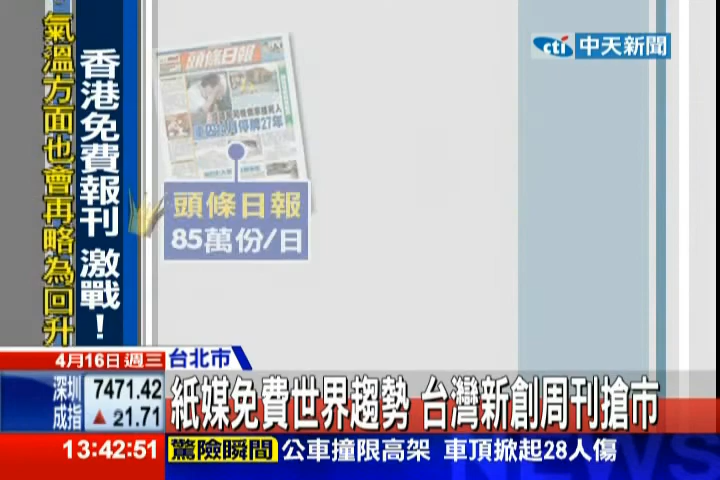 氣溫方面也會再略為回升
香港免費報刊 激戰！
頭條日報
cti 中天新聞
頭條日報
85萬份/日
4月16日 週三
台北市
深圳成指
7471.42
▲ 21.71
紙媒免費世界趨勢 台灣新創周刊搶市
13:42:51
驚險瞬間
公車撞限高架 車頂掀起28人傷
NEWS